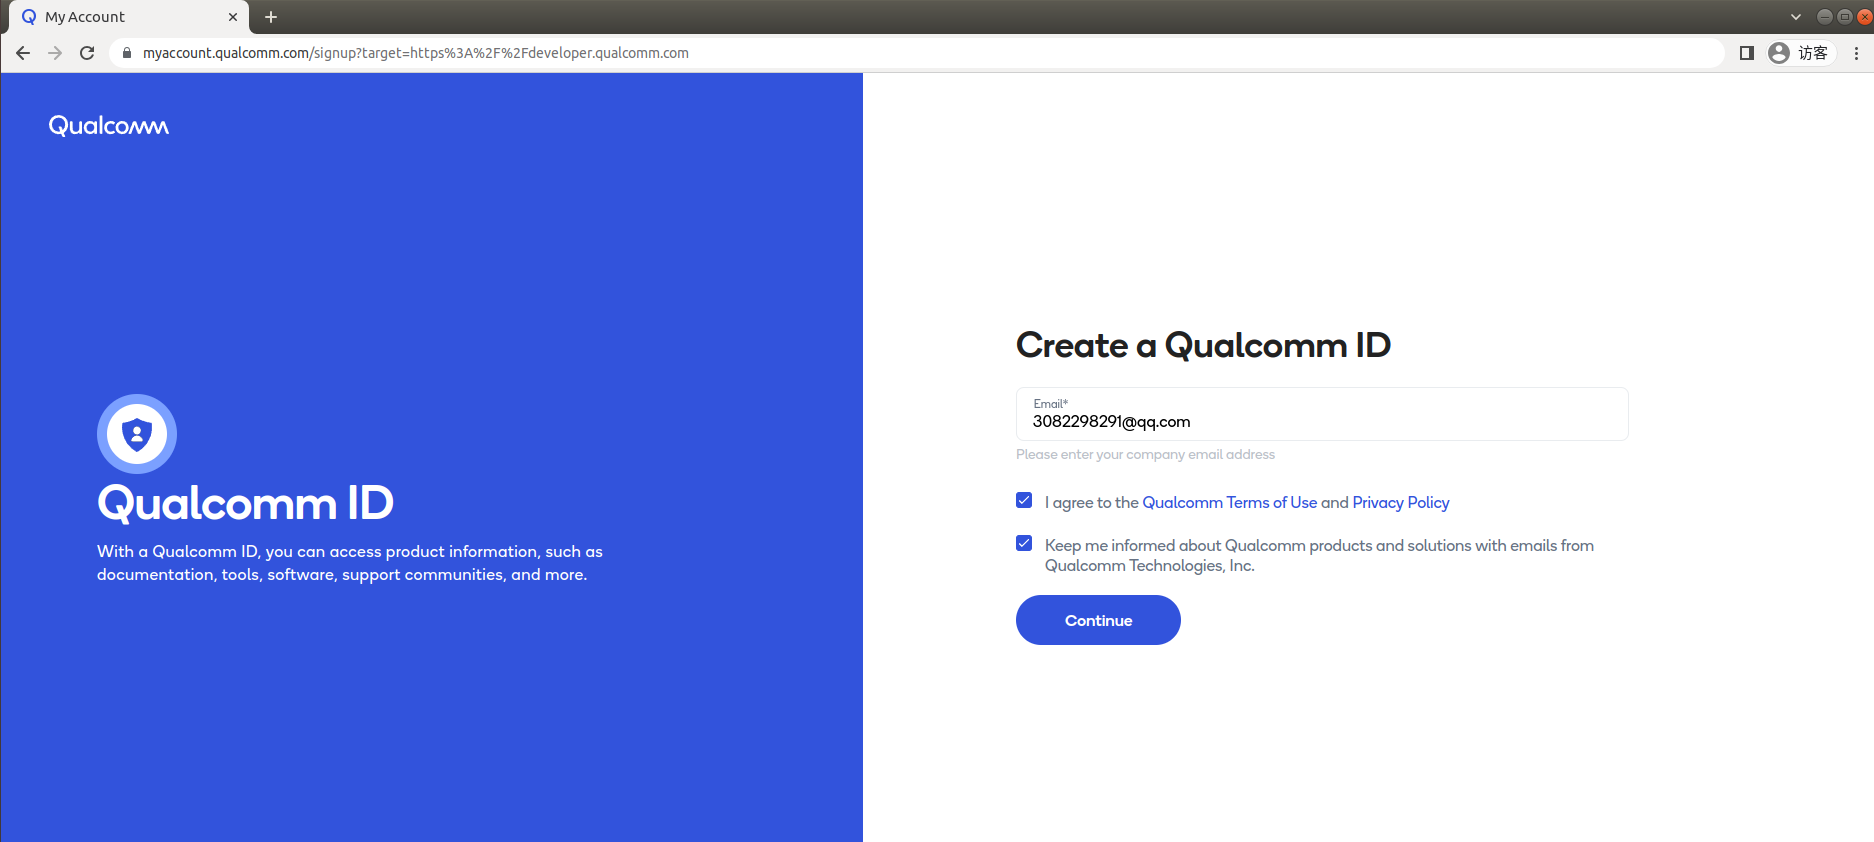 My Account
myaccount.qualcomm.com/signup?target=https%3A%2F%2Fdeveloper.qualcomm.com
访客
Qualcomm
Qualcomm ID
With a Qualcomm ID, you can access product information, such as
documentation, tools, software, support communities, and more.
Create a Qualcomm ID
Email*
3082298291@qq.com
Please enter your company email address
I agree to the Qualcomm Terms of Use and Privacy Policy
Keep me informed about Qualcomm products and solutions with emails from
Qualcomm Technologies, Inc.
Continue